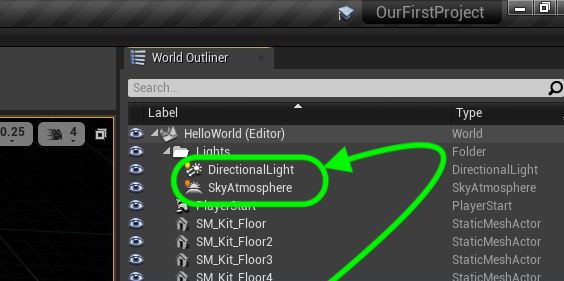 OurFirstProject
World Outliner
Search...
Label Type
0.25 4
HelloWorld (Editor) World
Lights Folder
DirectionalLight DirectionalLight
SkyAtmosphere SkyAtmosphere
PlayerStart PlayerStart
SM_Kit_Floor StaticMeshActor
SM_Kit_Floor2 StaticMeshActor
SM_Kit_Floor3 StaticMeshActor
SM_Kit_Floor4 StaticMeshActor